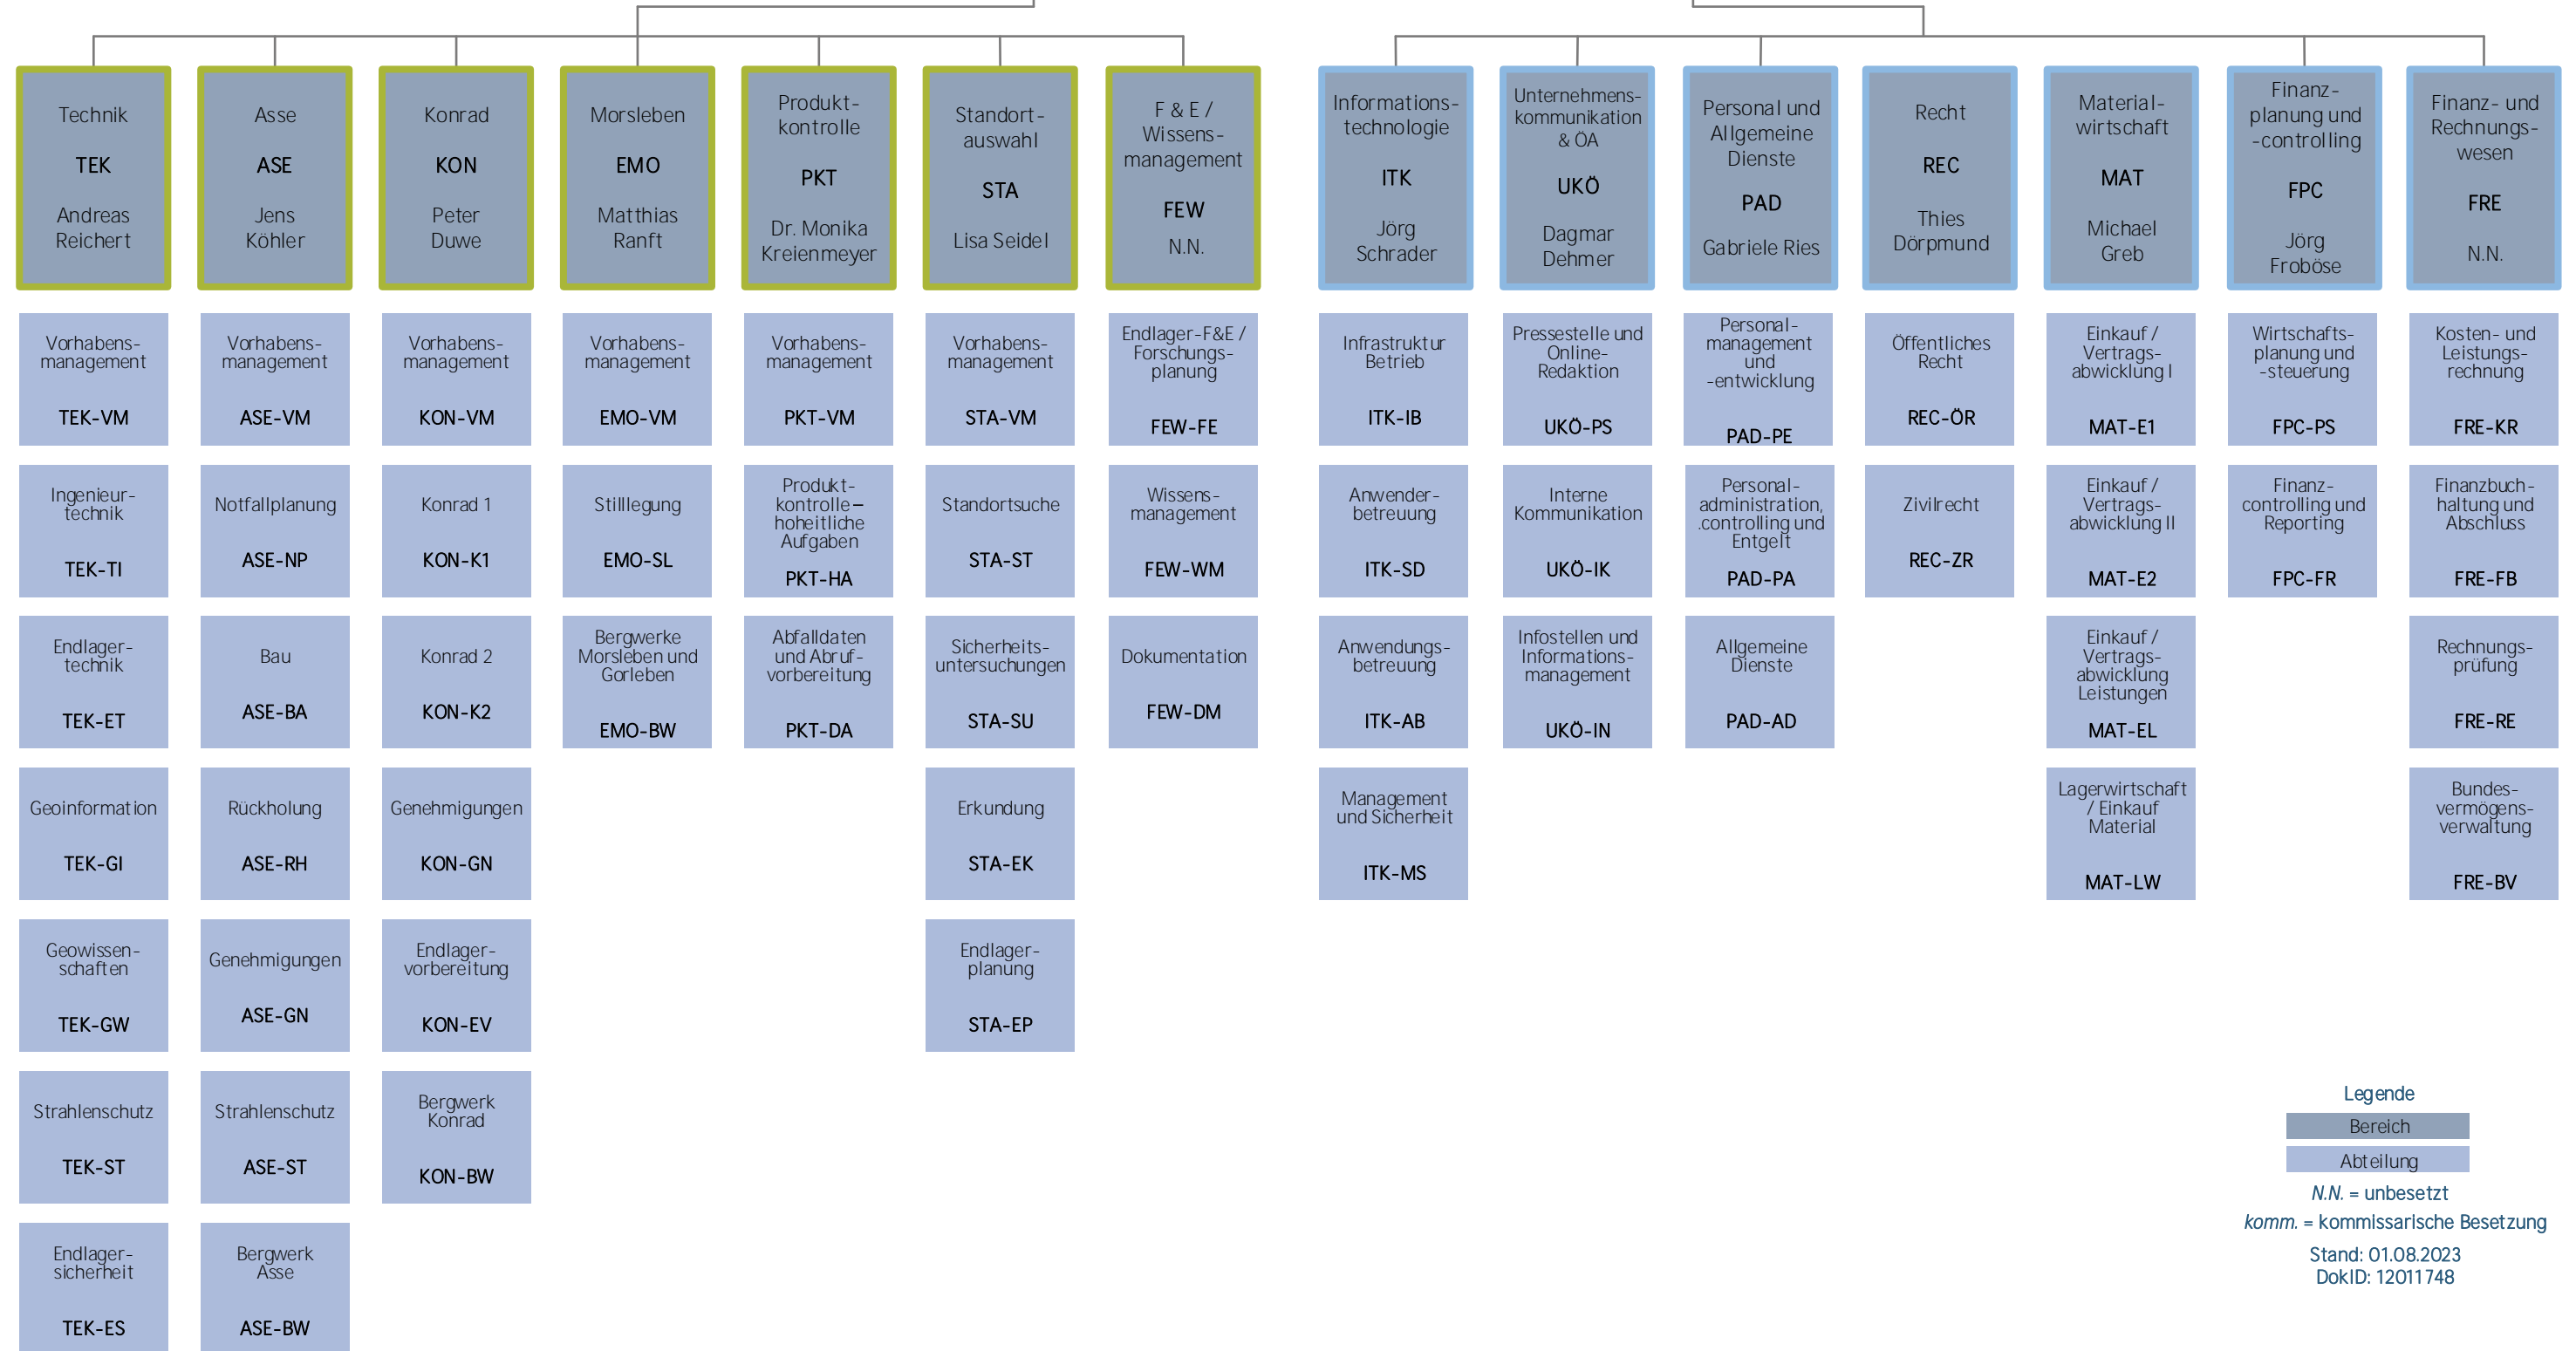 Technik
TEK
Andreas
Reichert
Asse
ASE
Jens
Köhler
Konrad
KON
Peter
Duwe
Morsleben
EMO
Matthias
Ranft
Produkt-
kontrolle
PKT
Dr. Monika
Kreienmeyer
Standort-
auswahl
STA
Lisa Seidel
F & E /
Wissens-
management
FEW
N.N.
Informations-
technologie
ITK
Jörg
Schrader
Unternehmens-
kommunikation
& ÖA
UKÖ
Dagmar
Dehmer
Personal und
Allgemeine
Dienste
PAD
Gabriele Ries
Recht
REC
Thies
Dörpmund
Material-
wirtschaft
MAT
Michael
Greb
Finanz-
planung und
-controlling
FPC
Jörg
Froböse
Finanz- und
Rechnungs-
wesen
FRE
N.N.
Vorhabens-
management
TEK-VM
Vorhabens-
management
ASE-VM
Vorhabens-
management
KON-VM
Vorhabens-
management
EMO-VM
Vorhabens-
management
PKT-VM
Vorhabens-
management
STA-VM
Endlager-F&E /
Forschungs-
planung
FEW-FE
Infrastruktur
Betrieb
ITK-IB
Pressestelle und
Online-
Redaktion
UKÖ-PS
Personal-
management
und
-entwicklung
PAD-PE
Öffentliches
Recht
REC-ÖR
Einkauf /
Vertrags-
abwicklung I
MAT-E1
Wirtschafts-
planung und
-steuerung
FPC-PS
Kosten- und
Leistungs-
rechnung
FRE-KR
Ingenieur-
technik
TEK-TI
Notfallplanung
ASE-NP
Konrad 1
KON-K1
Stilllegung
EMO-SL
Produkt-
kontrolle –
hoheitliche
Aufgaben
PKT-HA
Standortsuche
STA-ST
Wissens-
management
FEW-WM
Anwender-
betreuung
ITK-SD
Interne
Kommunikation
UKÖ-IK
Personal-
administration,
.controlling und
Entgelt
PAD-PA
Zivilrecht
REC-ZR
Einkauf /
Vertrags-
abwicklung II
MAT-E2
Finanz-
controlling und
Reporting
FPC-FR
Finanzbuch-
haltung und
Abschluss
FRE-FB
Endlager-
technik
TEK-ET
Bau
ASE-BA
Konrad 2
KON-K2
Bergwerke
Morsleben und
Gorleben
EMO-BW
Abfalldaten
und Abruf-
vorbereitung
PKT-DA
Sicherheits-
untersuchungen
STA-SU
Dokumentation
FEW-DM
Anwendungs-
betreuung
ITK-AB
Infostellen und
Informations-
management
UKÖ-IN
Allgemeine
Dienste
PAD-AD
Einkauf /
Vertrags-
abwicklung
Leistungen
MAT-EL
Rechnungs-
prüfung
FRE-RE
Geoinformation
TEK-GI
Rückholung
ASE-RH
Genehmigungen
KON-GN
Erkundung
STA-EK
Management
und Sicherheit
ITK-MS
Lagerwirtschaft
/ Einkauf
Material
MAT-LW
Bundes-
vermögens-
verwaltung
FRE-BV
Geowissen-
schaften
TEK-GW
Genehmigungen
ASE-GN
Endlager-
vorbereitung
KON-EV
Endlager-
planung
STA-EP
Strahlenschutz
TEK-ST
Strahlenschutz
ASE-ST
Bergwerk
Konrad
KON-BW
Endlager-
sicherheit
TEK-ES
Bergwerk
Asse
ASE-BW
Legende
Bereich
Abteilung
N.N. = unbesetzt
komm. = kommissarische Besetzung
Stand: 01.08.2023
DokID: 12011748